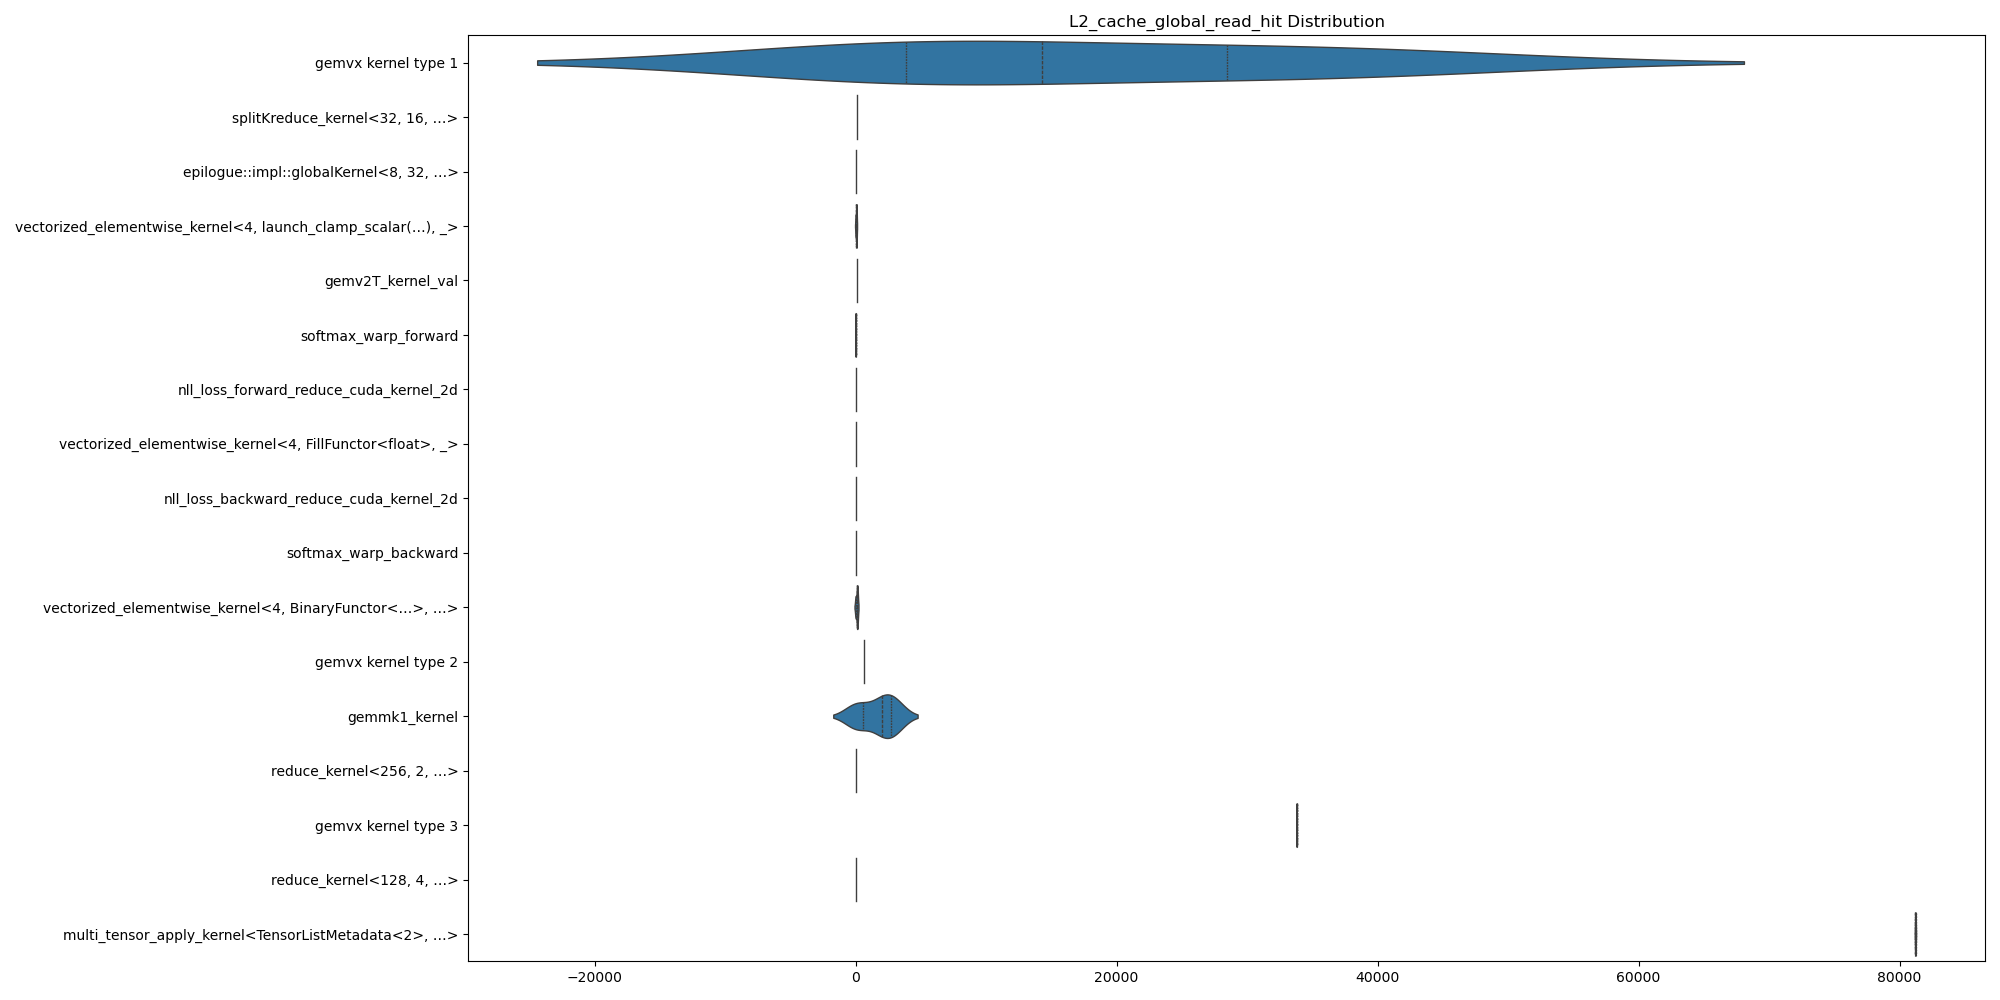 L2_cache_global_read_hit Distribution
gemvx kernel type 1
splitKreduce_kernel<32, 16, ...>
epilogue::impl::globalKernel<8, 32, ...>
vectorized_elementwise_kernel<4, launch_clamp_scalar(...), _>
gemv2T_kernel_val
softmax_warp_forward
nll_loss_forward_reduce_cuda_kernel_2d
vectorized_elementwise_kernel<4, FillFunctor<float>, _>
nll_loss_backward_reduce_cuda_kernel_2d
softmax_warp_backward
vectorized_elementwise_kernel<4, BinaryFunctor<...>, ...>
gemvx kernel type 2
gemmk1_kernel
reduce_kernel<256, 2, ...>
gemvx kernel type 3
reduce_kernel<128, 4, ...>
multi_tensor_apply_kernel<TensorListMetadata<2>, ...>
−20000 0 20000 40000 60000 80000